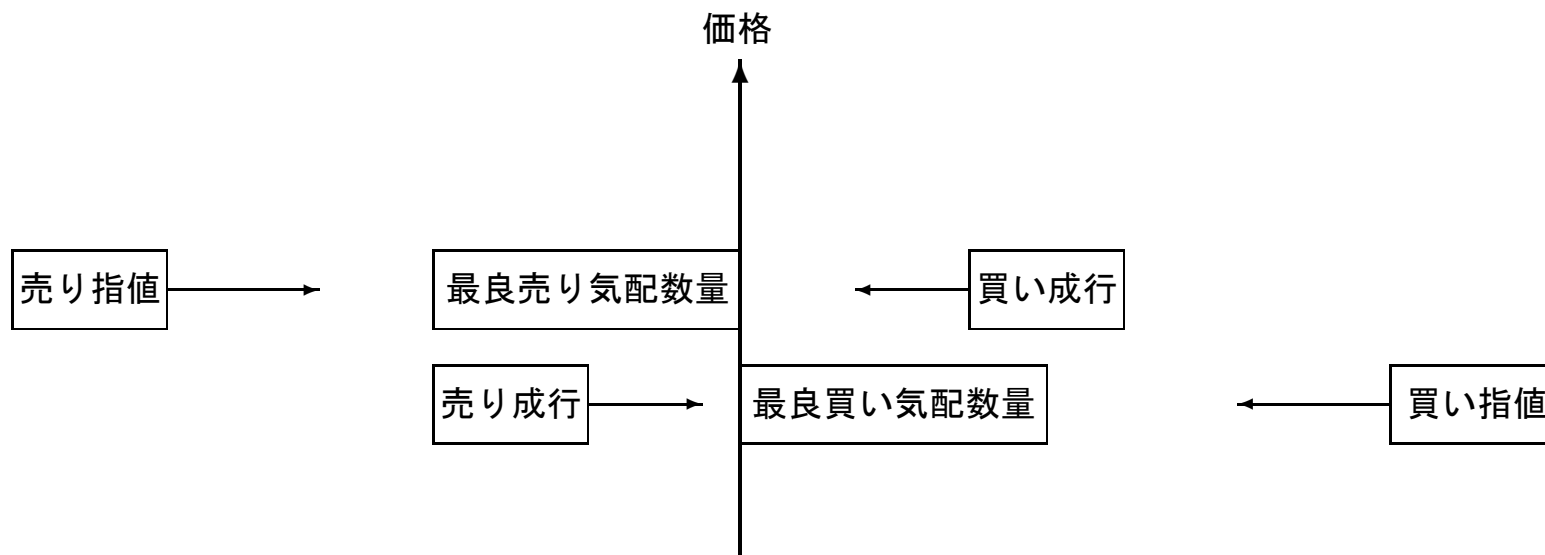 価格
売り指値
最良売り気配数量
買い成行
売り成行
最良買い気配数量
買い指値